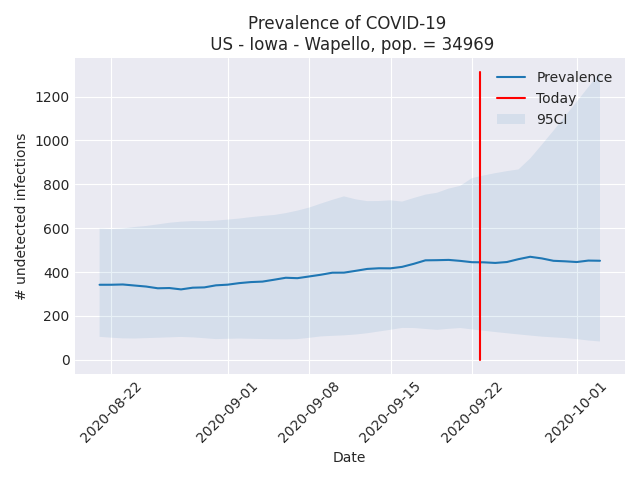 Prevalence of COVID-19
US - Iowa - Wapello, pop. = 34969
Prevalence
Today
95CI
# undetected infections
1200
1000
800
600
400
200
0
2020-08-22
2020-09-01
2020-09-08
2020-09-15
2020-09-22
2020-10-01
Date